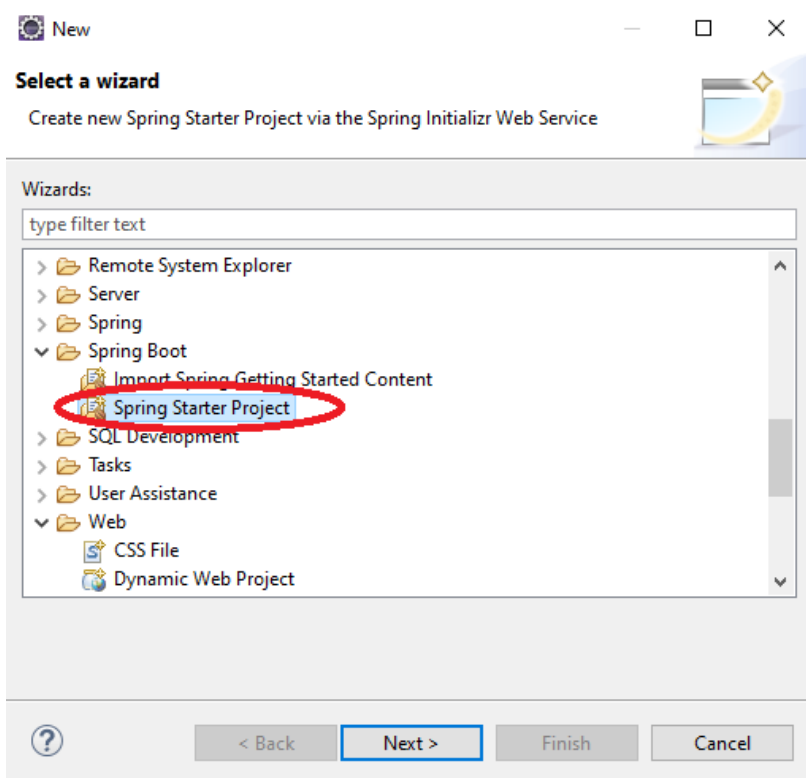 New
Select a wizard
Create new Spring Starter Project via the Spring Initializr Web Service
Wizards:
type filter text
Remote System Explorer
Server
Spring
Spring Boot
Import Spring Getting Started Content
Spring Starter Project
SQL Development
Tasks
User Assistance
Web
CSS File
Dynamic Web Project
? < Back Next > Finish Cancel